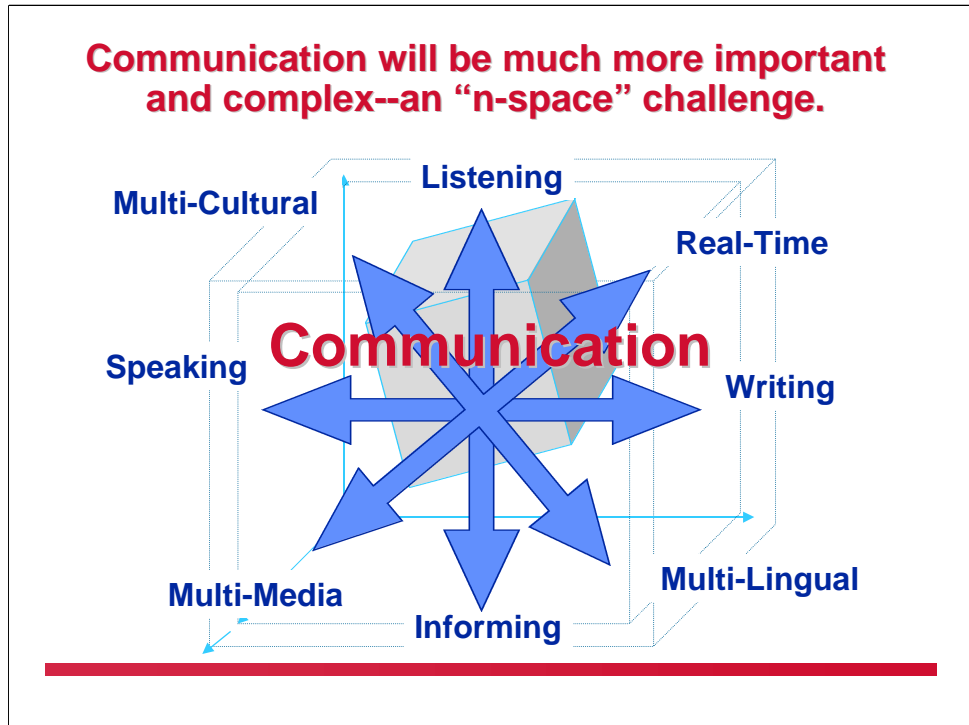 Communication will be much more important
and complex--an “n-space” challenge.
Listening
Multi-Cultural
Real-Time
Communication
Speaking
Writing
Multi-Lingual
Multi-Media
Informing